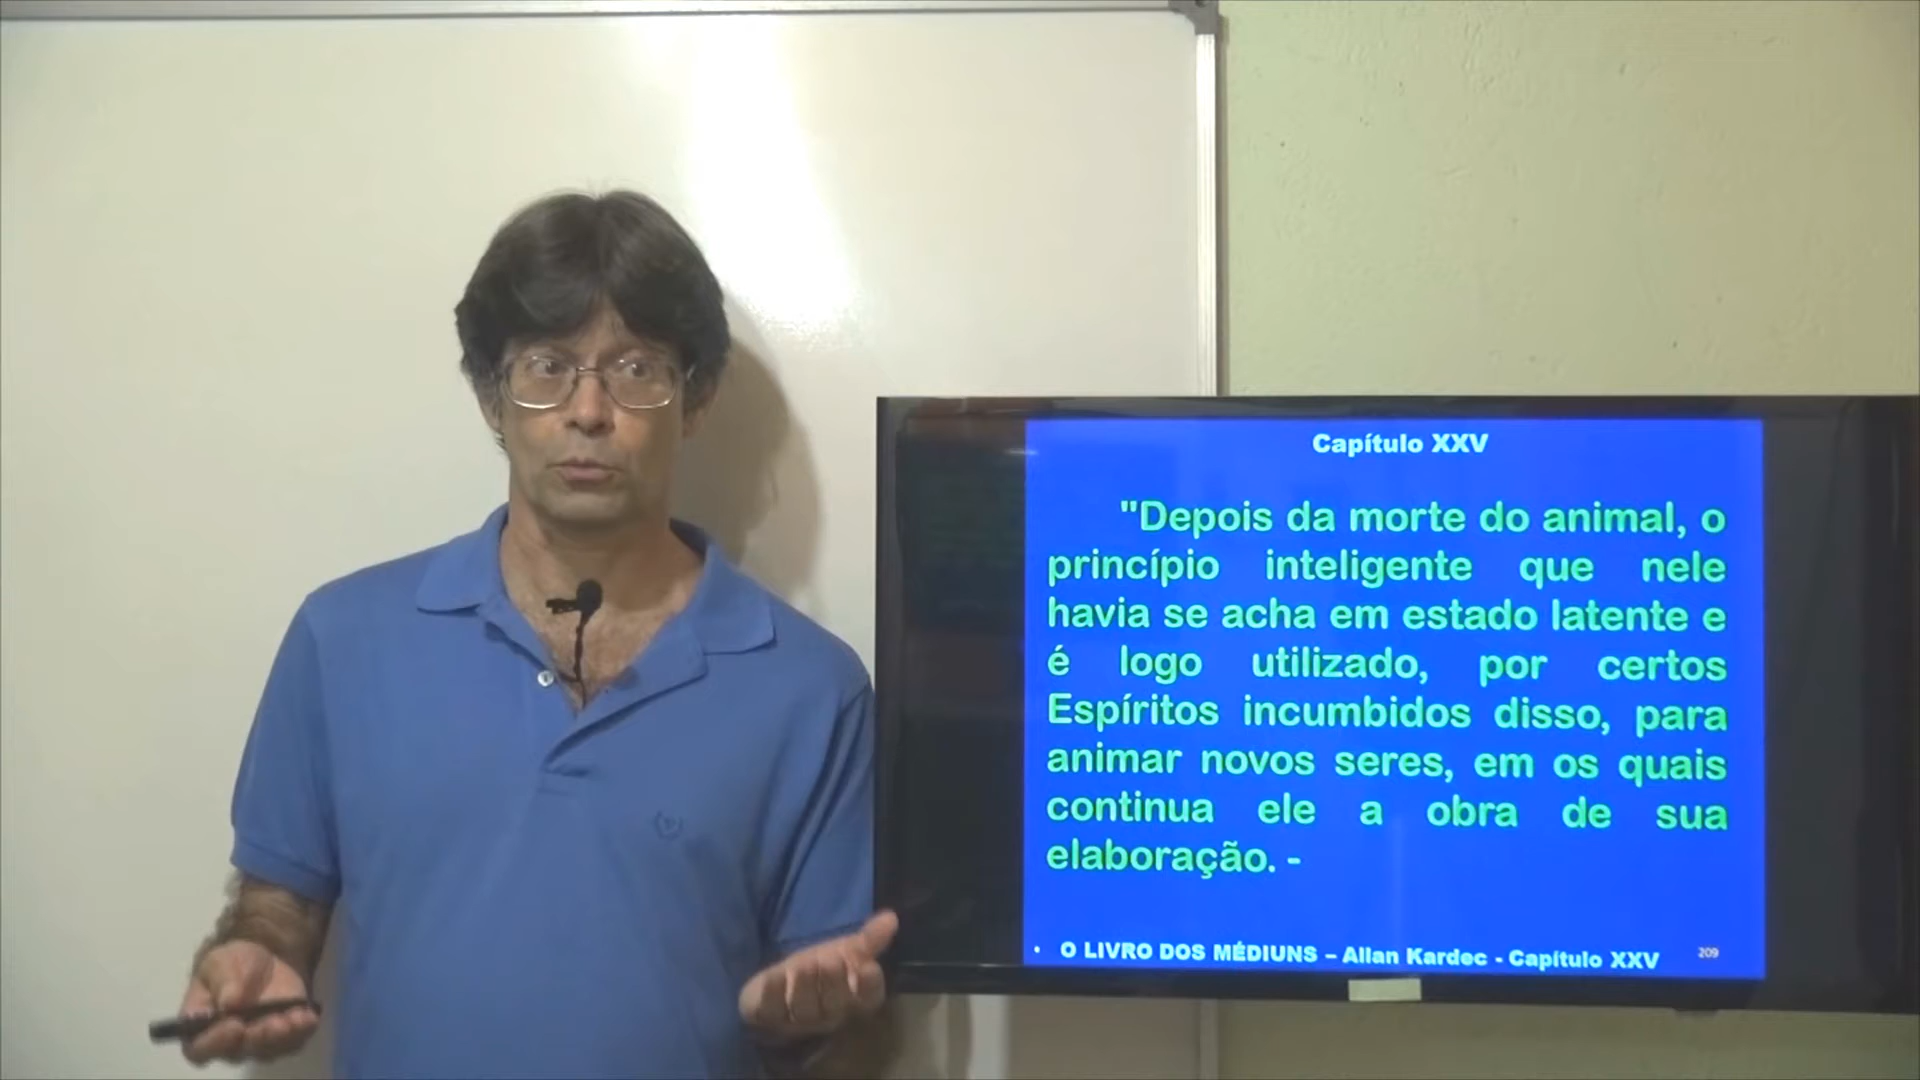 Capítulo XXV
"Depois da morte do animal, o
princípio inteligente que nele
havia se acha em estado latente e
é logo utilizado, por certos
Espíritos incumbidos disso, para
animar novos seres, em os quais
continua ele a obra de sua
elaboração. -
• O LIVRO DOS MÉDIUNS – Allan Kardec - Capítulo XXV
209